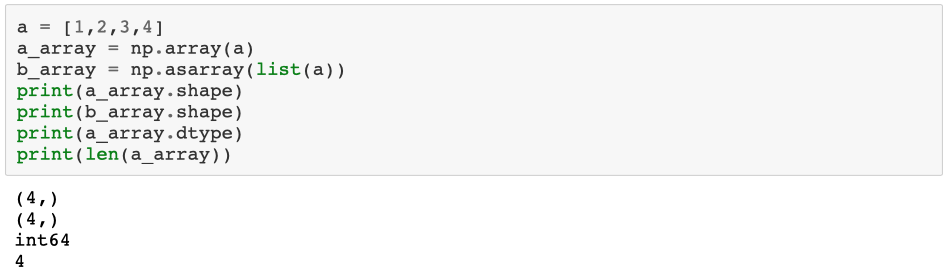 a = [1,2,3,4]
a_array = np.array(a)
b_array = np.asarray(list(a))
print(a_array.shape)
print(b_array.shape)
print(a_array.dtype)
print(len(a_array))
(4,)
(4,)
int64
4